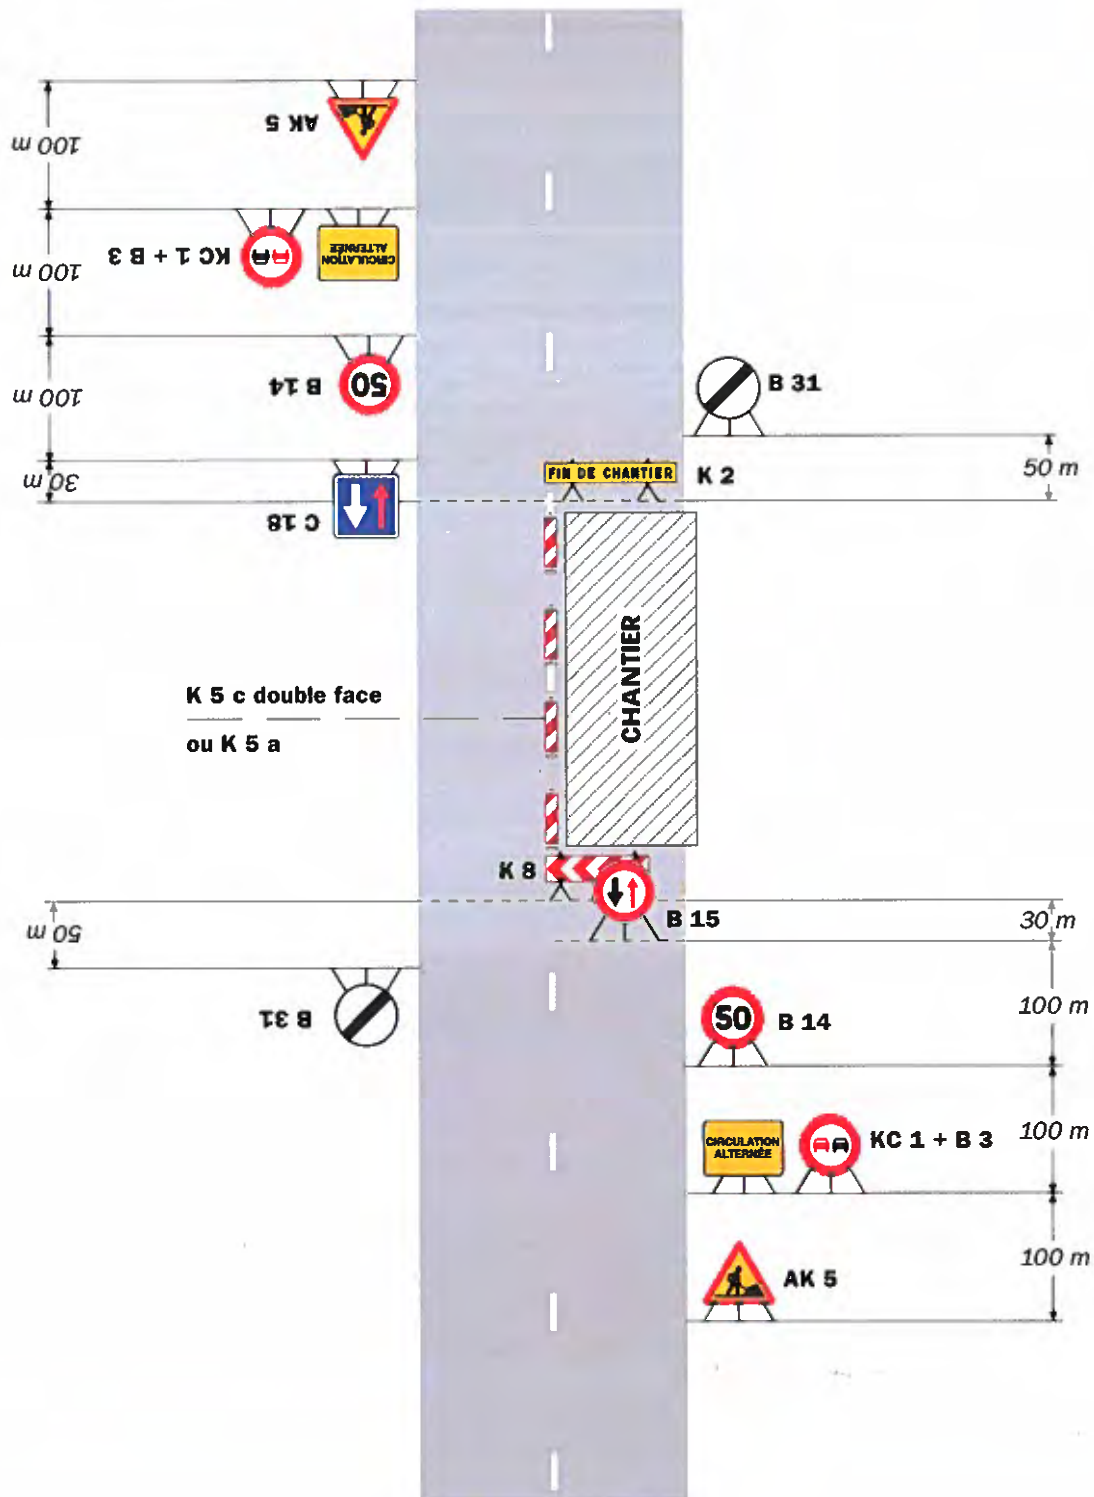 AK 5
100 m
KC 1 + B 3
CIRCULATION
ALTERNÉE
100 m
B 14
50
100 m
B 31
30 m
C 18
FIN DE CHANTIER
K 2
50 m
CHANTIER
K 5 c double face
ou K 5 a
K 8
B 15
30 m
50 m
B 31
50
B 14
100 m
CIRCULATION
ALTERNÉE
KC 1 + B 3
100 m
AK 5
100 m